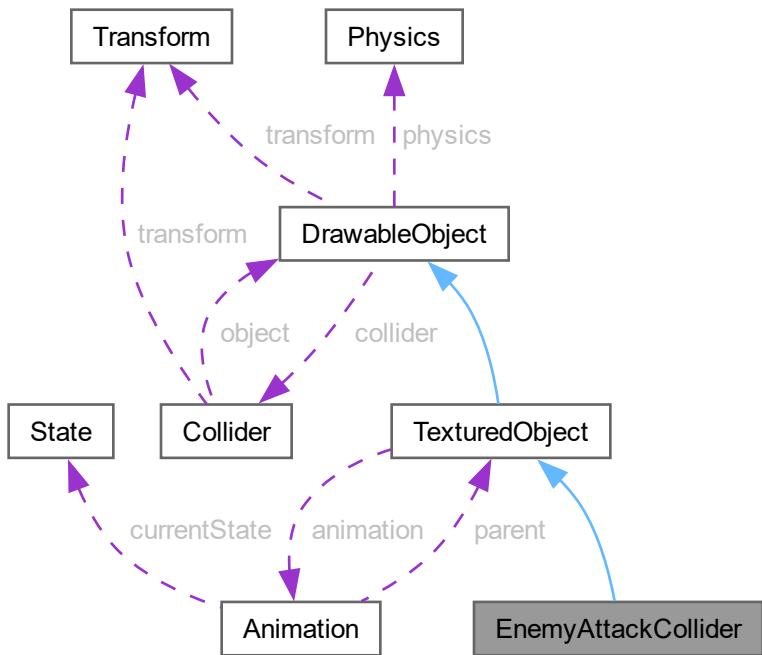 Transform
Physics
transform
physics
DrawableObject
transform
object
collider
State
Collider
TexturedObject
currentState
animation
parent
Animation
EnemyAttackCollider